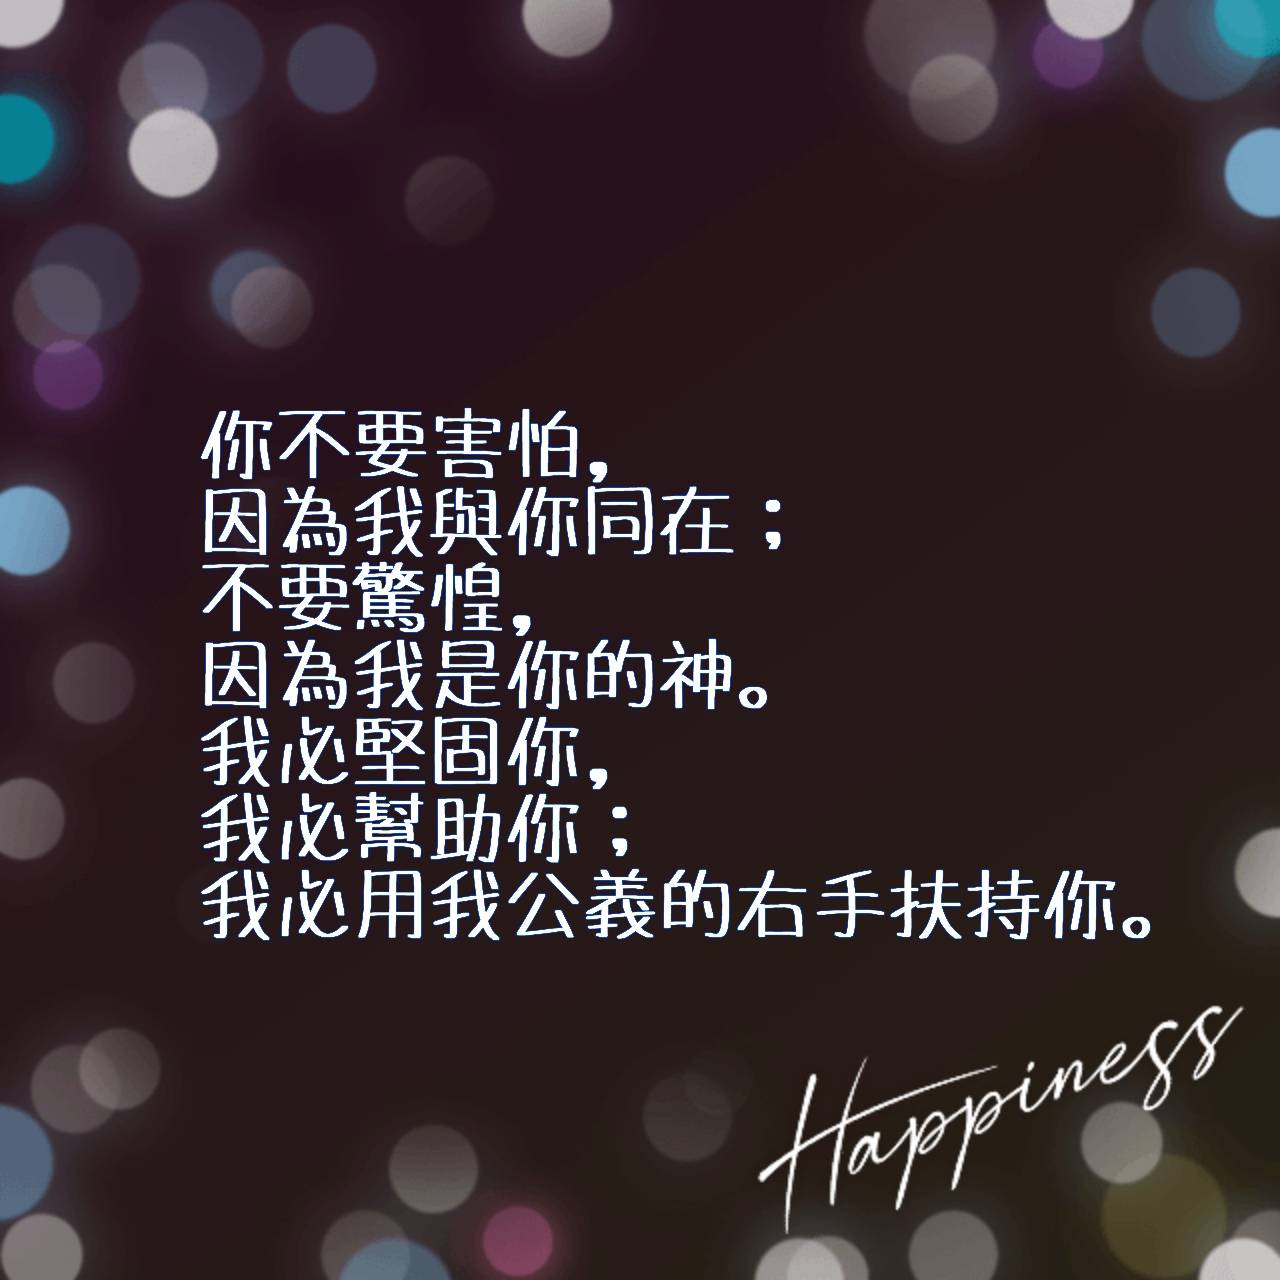 你不要害怕,
因為我與你同在；
不要驚惶,
因為我是你的神。
我必堅固你,
我必幫助你；
我必用我公義的右手扶持你。
Happiness